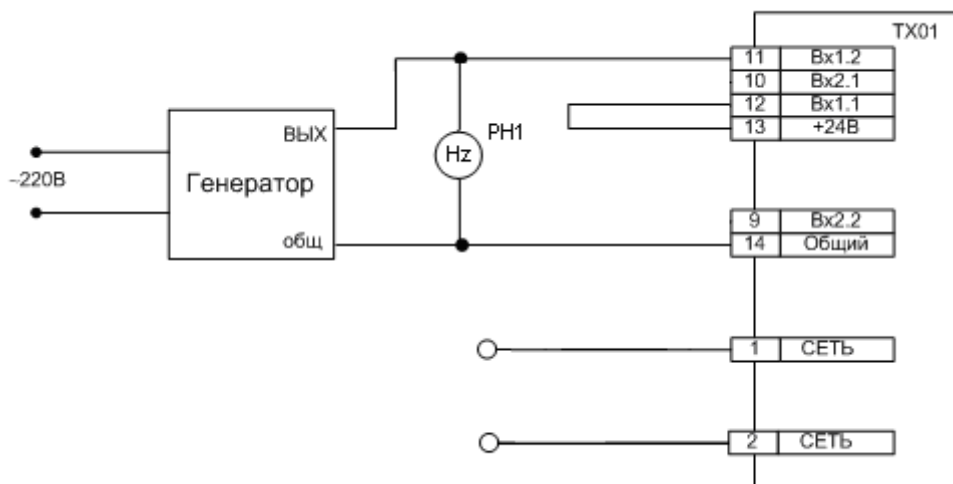 TX01
11 Вх1.2
10 Вх2.1
12 Вх1.1
13 +24В
ВЫХ
PH1
Hz
~220В
Генератор
общ
9 Вх2.2
14 Общий
1 СЕТЬ
2 СЕТЬ